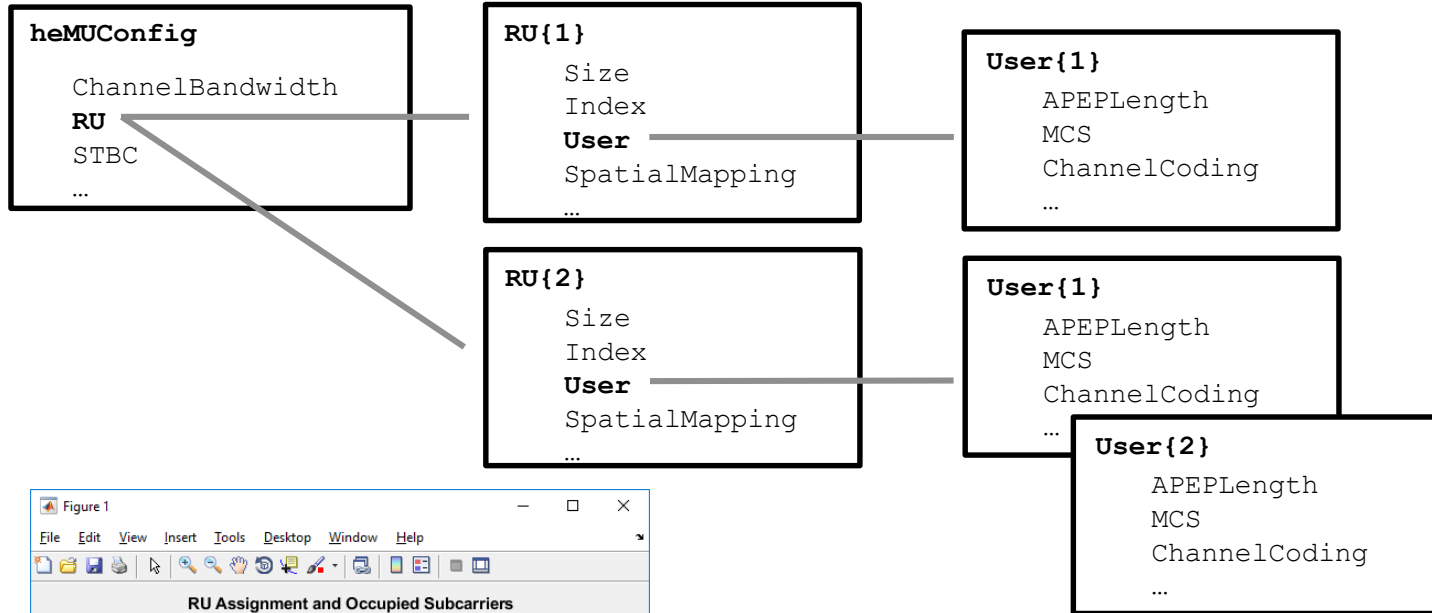 heMUConfig
ChannelBandwidth
RU
STBC
…
RU{1}
Size
Index
User
SpatialMapping
…
User{1}
APEPLength
MCS
ChannelCoding
…
RU{2}
Size
Index
User
SpatialMapping
…
User{1}
APEPLength
MCS
ChannelCoding
…
User{2}
APEPLength
MCS
ChannelCoding
…
Figure 1
File Edit View Insert Tools Desktop Window Help
RU Assignment and Occupied Subcarriers